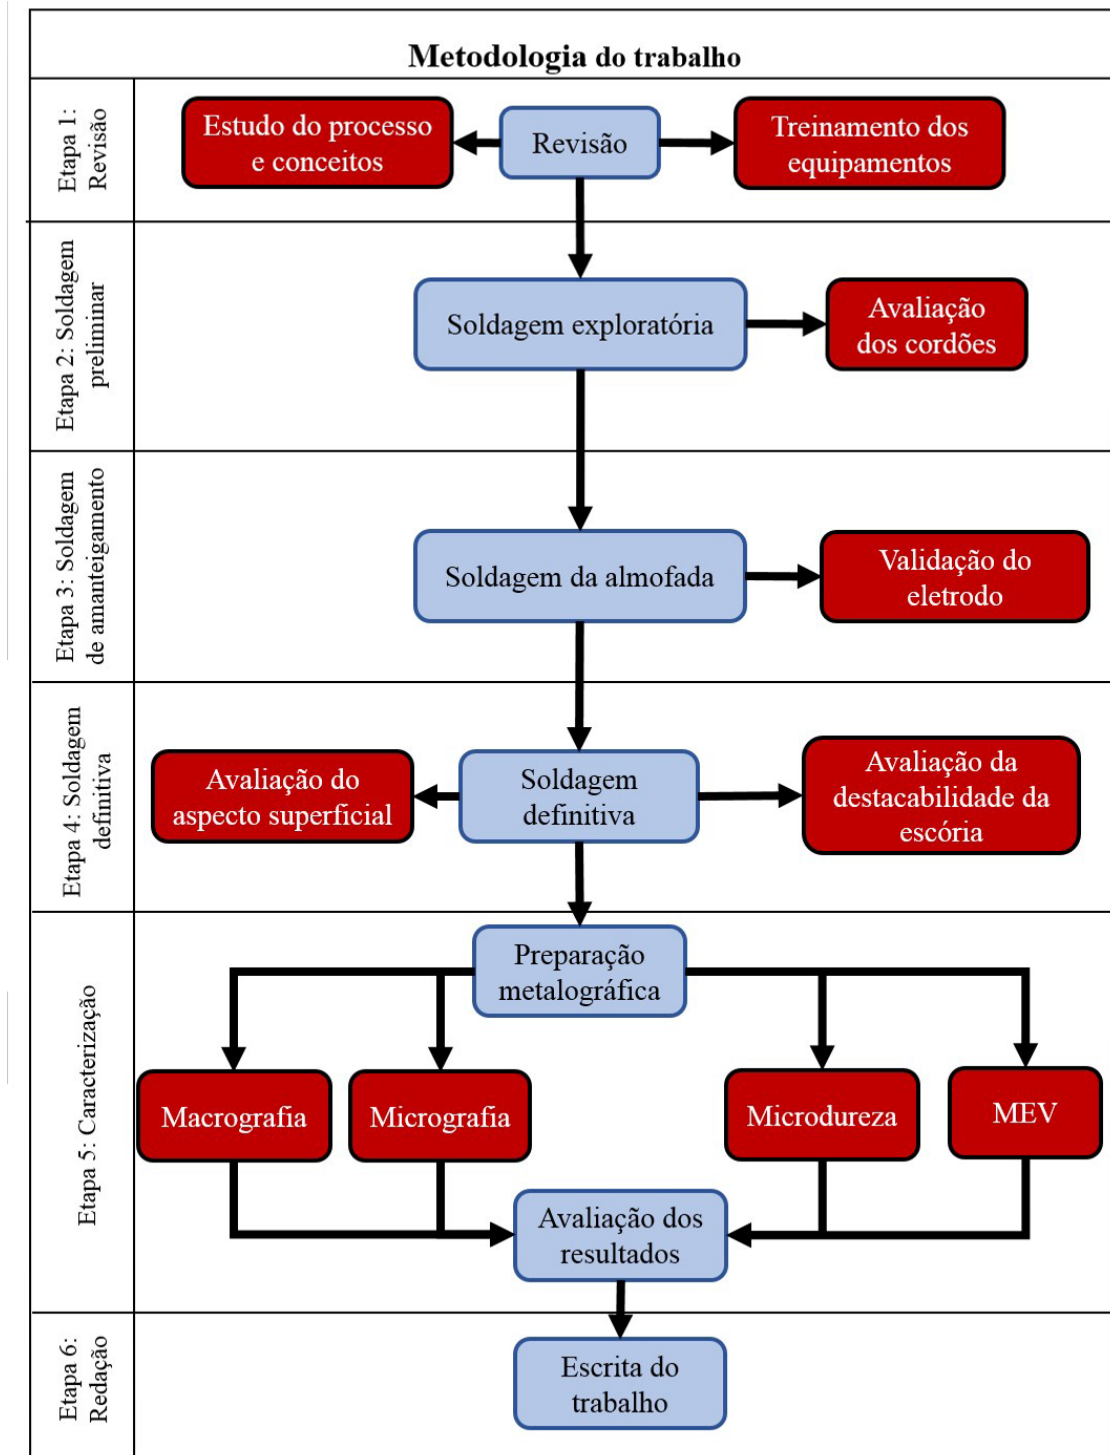 Metodologia do trabalho
Etapa 1:
Revisão
Estudo do processo
e conceitos
Revisão
Treinamento dos
equipamentos
Etapa 2: Soldagem
preliminar
Soldagem exploratória
Avaliação
dos cordões
Etapa 3: Soldagem
de amanteigamento
Soldagem da almofada
Validação do
eletrodo
Etapa 4: Soldagem
definitiva
Avaliação do
aspecto superficial
Soldagem
definitiva
Avaliação da
destacabilidade da
escória
Etapa 5: Caracterização
Preparação
metalográfica
Macrografia
Micrografia
Microdureza
MEV
Avaliação dos
resultados
Etapa 6:
Redação
Escrita do
trabalho